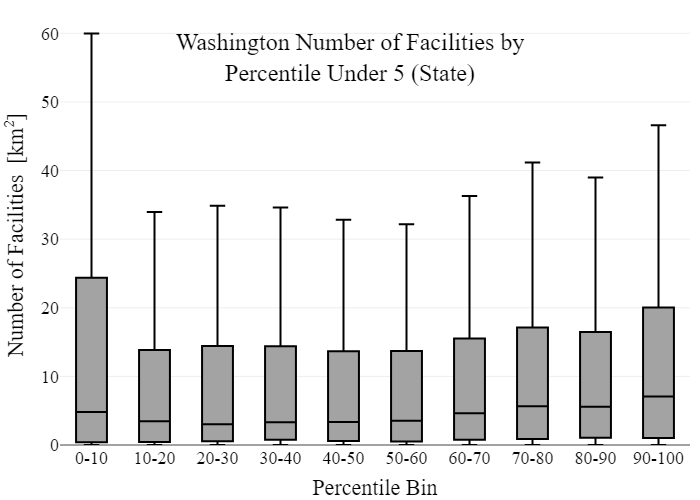 Washington Number of Facilities by
Percentile Under 5 (State)
Number of Facilities [km²]
60
50
40
30
20
10
0
0-10 10-20 20-30 30-40 40-50 50-60 60-70 70-80 80-90 90-100
Percentile Bin